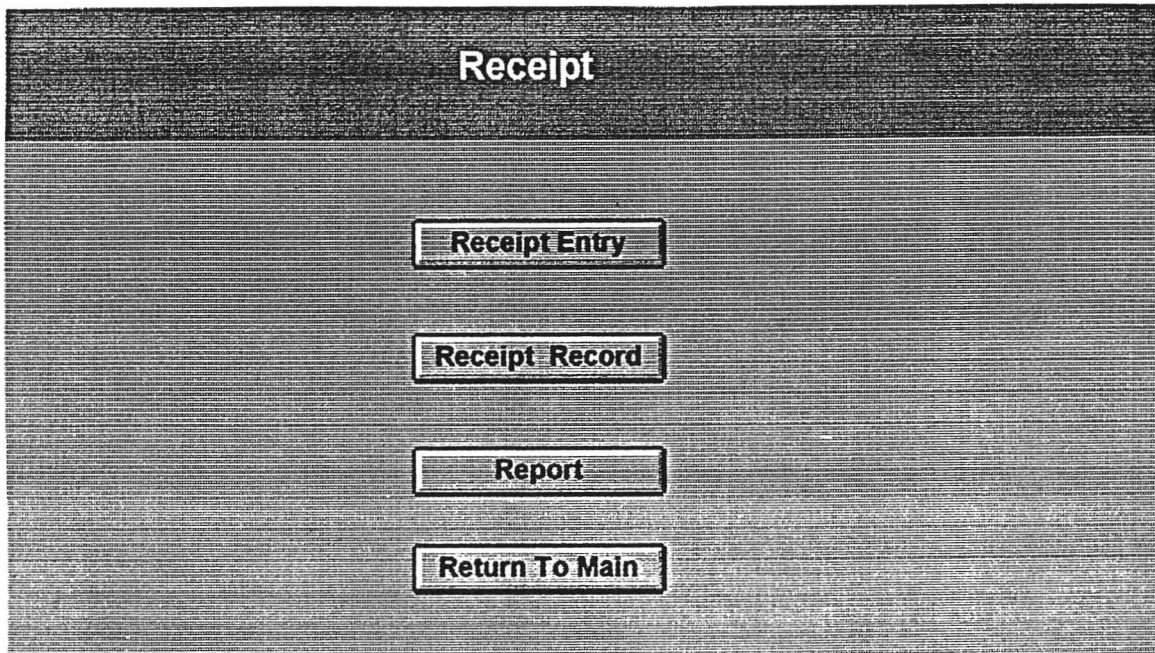 Receipt
Receipt Entry
Receipt Record
Report
Return To Main